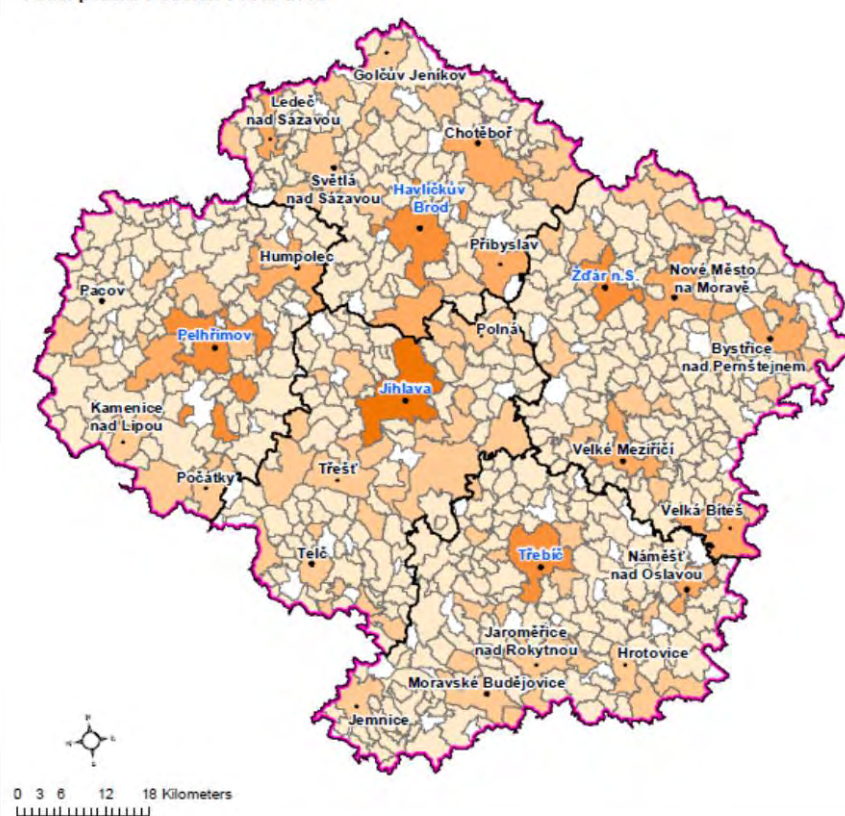 Golčův Jeníkov
Ledeč
nad Sázavou
Chotěboř
Světlá
nad Sázavou
Havlíčkův
Brod
Přibyslav
Humpolec
Žďár n.S.
Nové Město
na Moravě
Pacov
Pelhřimov
Polná
Bystřice
nad Pernštejnem
Jihlava
Kamenice
nad Lipou
Velké Meziříčí
Třešť
Počátky
Velká Bíteš
Telč
Třebíč
Náměšť
nad Oslavou
Jaroměřice
nad Rokytnou
Hrotovice
Moravské Budějovice
Jemnice
0 3 6 12 18 Kilometers